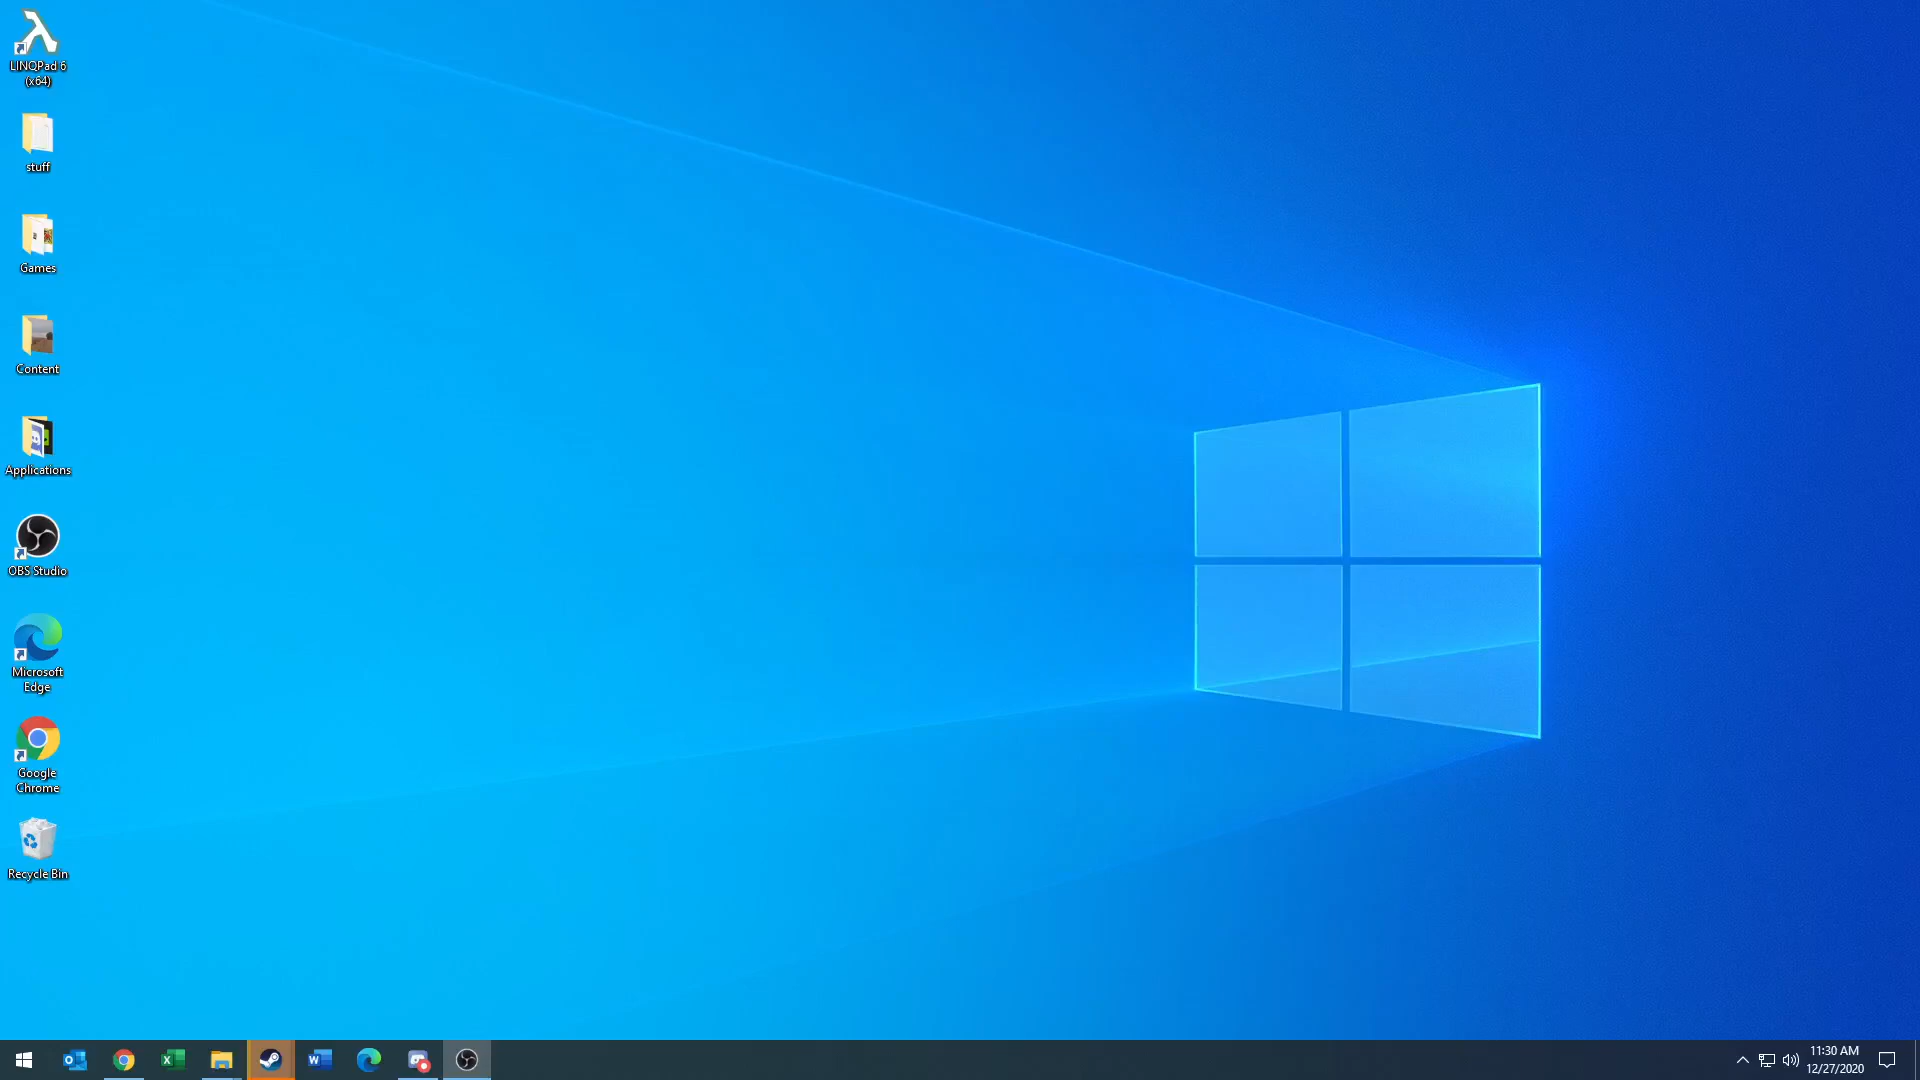 LINQPad 6
(x64)
stuff
Games
Content
Applications
OBS Studio
Microsoft
Edge
Google
Chrome
Recycle Bin
11:30 AM
12/27/2020